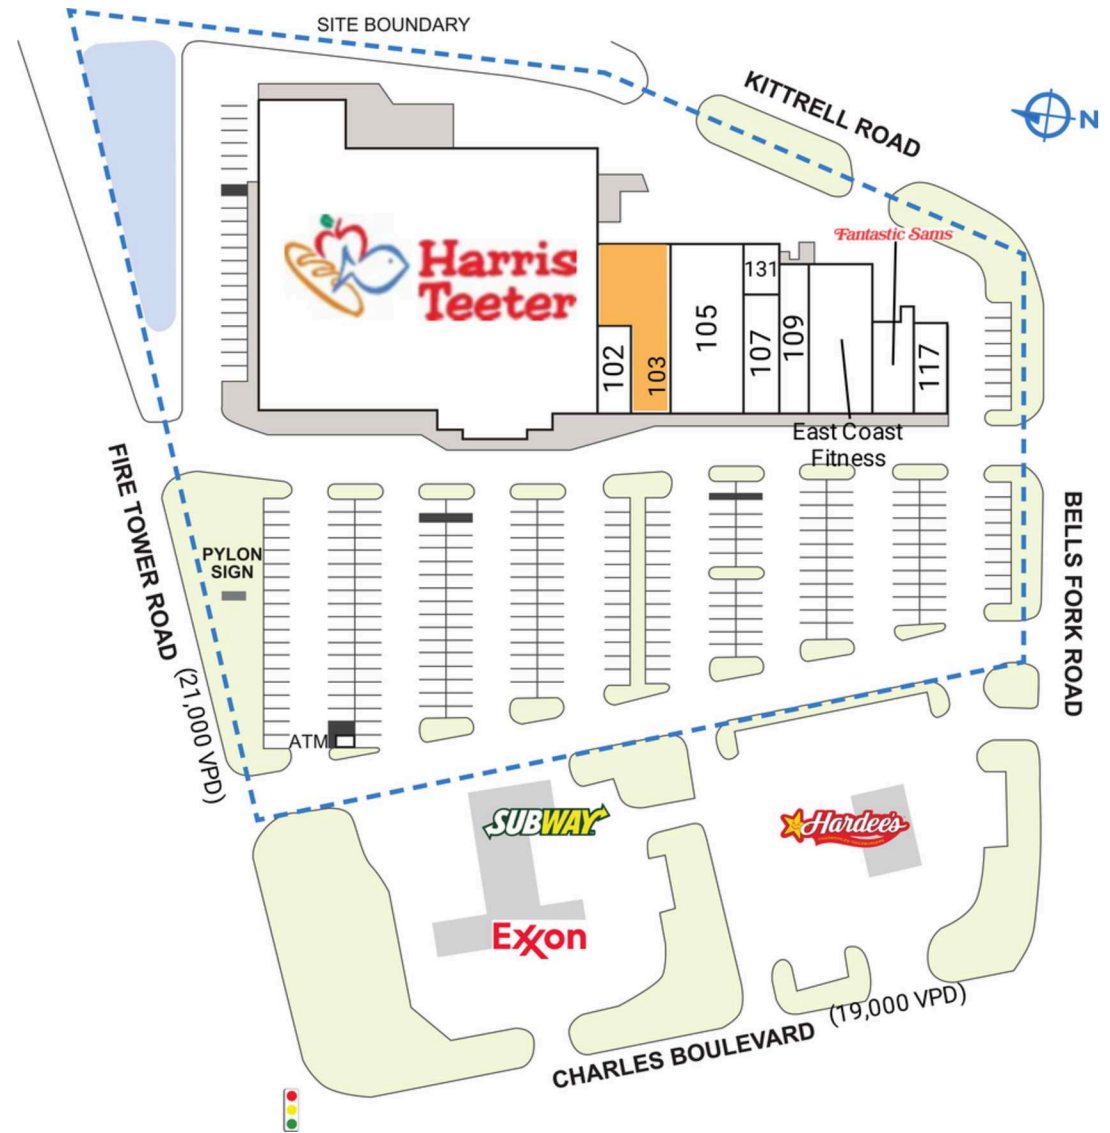 SITE BOUNDARY
KITTRELL ROAD
N
Fantastic Sams
Harris
Teeter
131
105
107
109
102
103
117
East Coast
Fitness
FIRE TOWER ROAD (21,000 VPD)
PYLON
SIGN
BELLS FORK ROAD
ATM
SUBWAY
Hardee's
Exxon
CHARLES BOULEVARD (19,000 VPD)